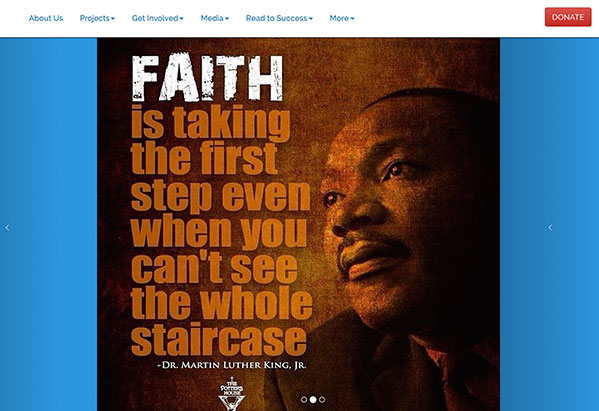 About Us Projects Get Involved Media Read to Success More DONATE
FAITH
is taking
the first
step even
when you
can't see
the whole
staircase
-DR. MARTIN LUTHER KING, JR.
THE
POTTER'S
HOUSE